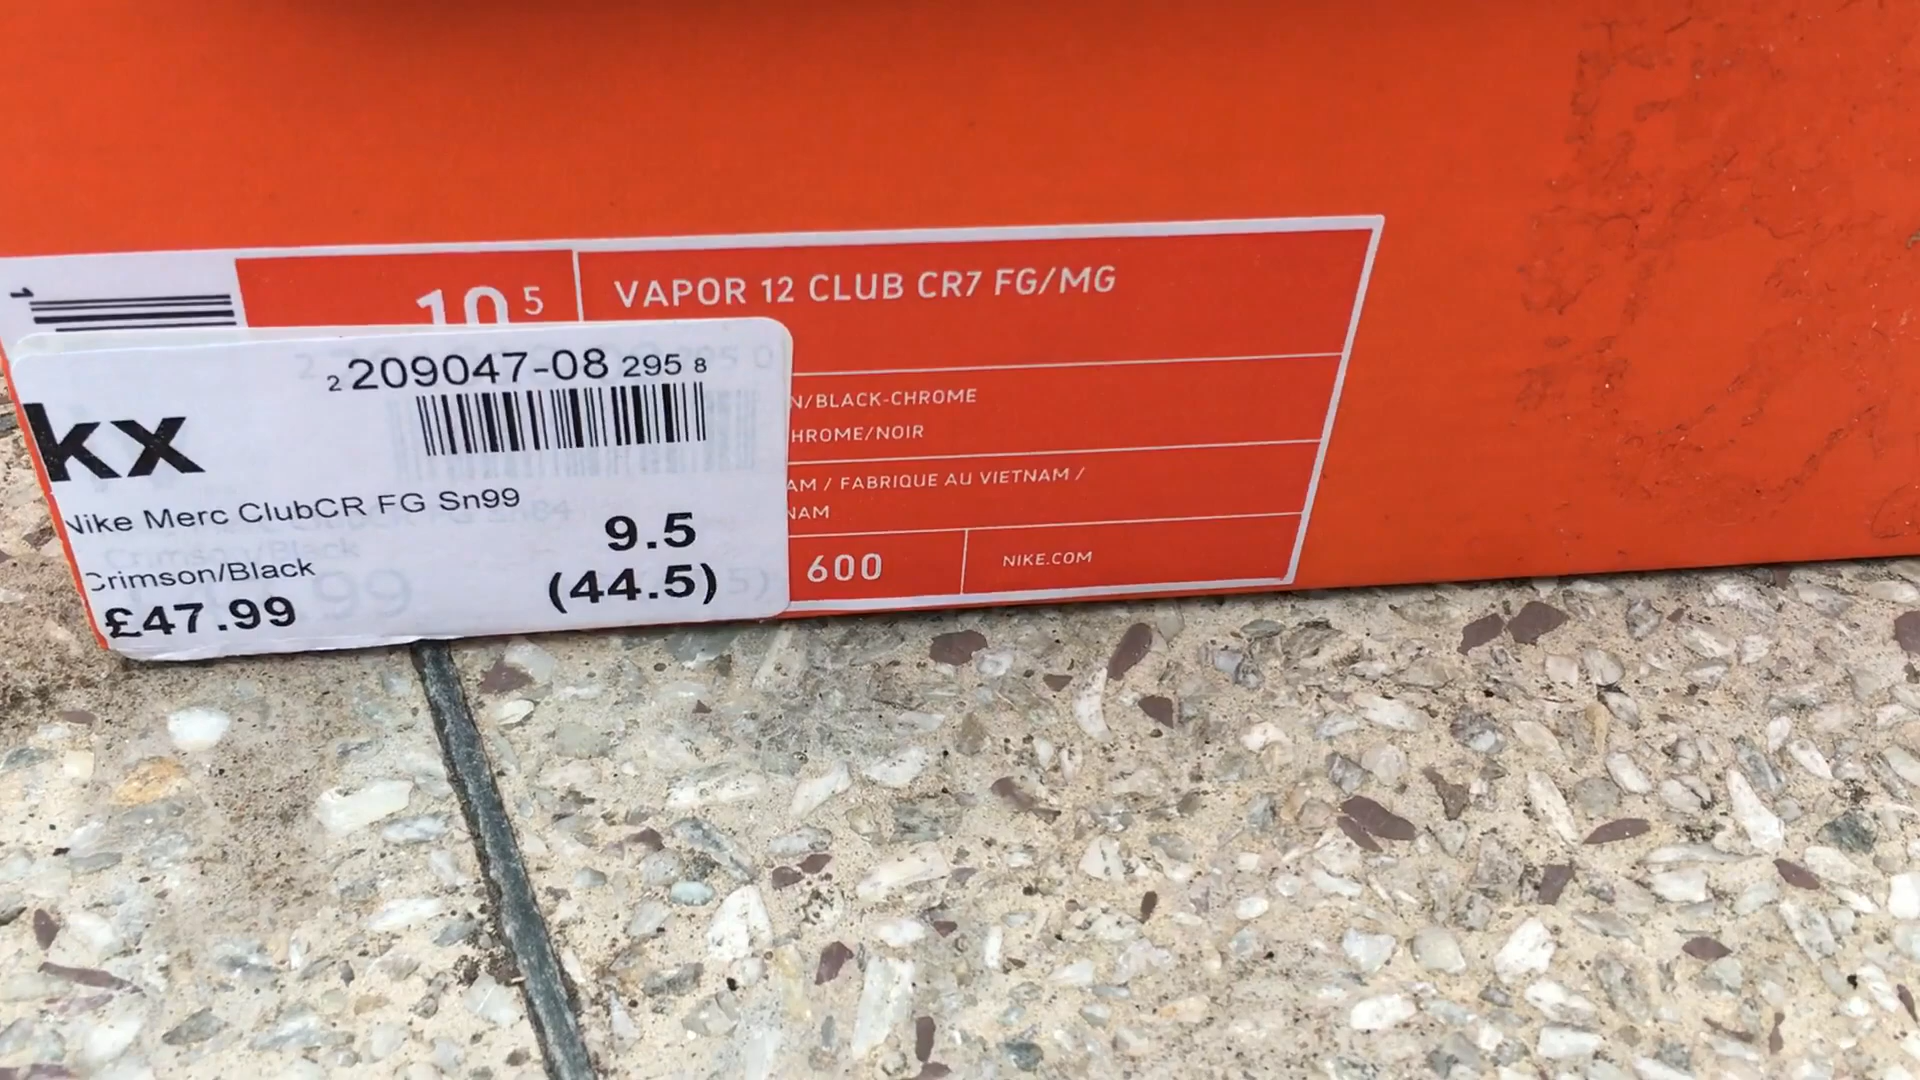 10 5
VAPOR 12 CLUB CR7 FG/MG
N/BLACK-CHROME
HROME/NOIR
AM / FABRIQUE AU VIETNAM /
NAM
600
NIKE.COM
2 209047-08 295 8
kx
Nike Merc ClubCR FG Sn99
9.5
Crimson/Black
(44.5)
£47.99